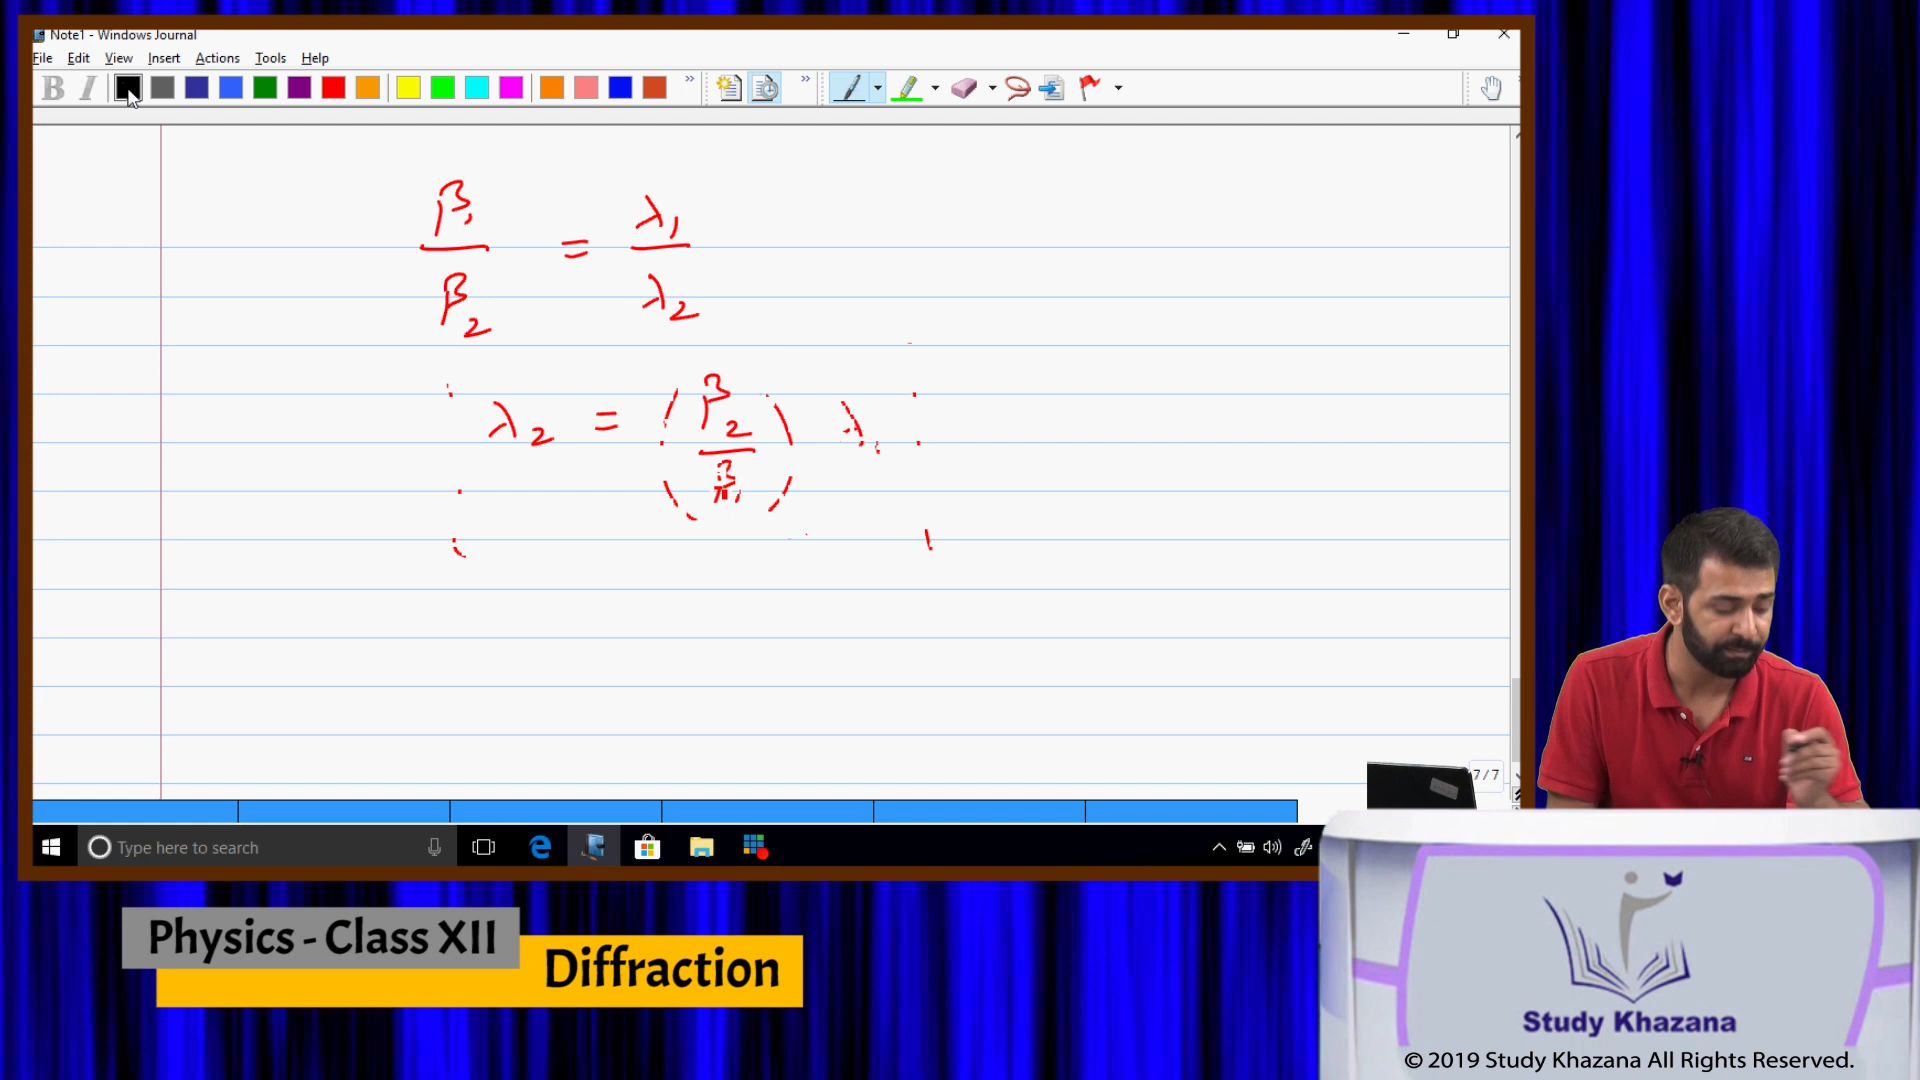 Note1 - Windows Journal
File Edit View Insert Actions Tools Help
B I
β₁ / β₂ = λ₁ / λ₂
λ₂ = (β₂ / β₁) λ₁
7/7
Type here to search
Physics - Class XII
Diffraction
Study Khazana
© 2019 Study Khazana All Rights Reserved.